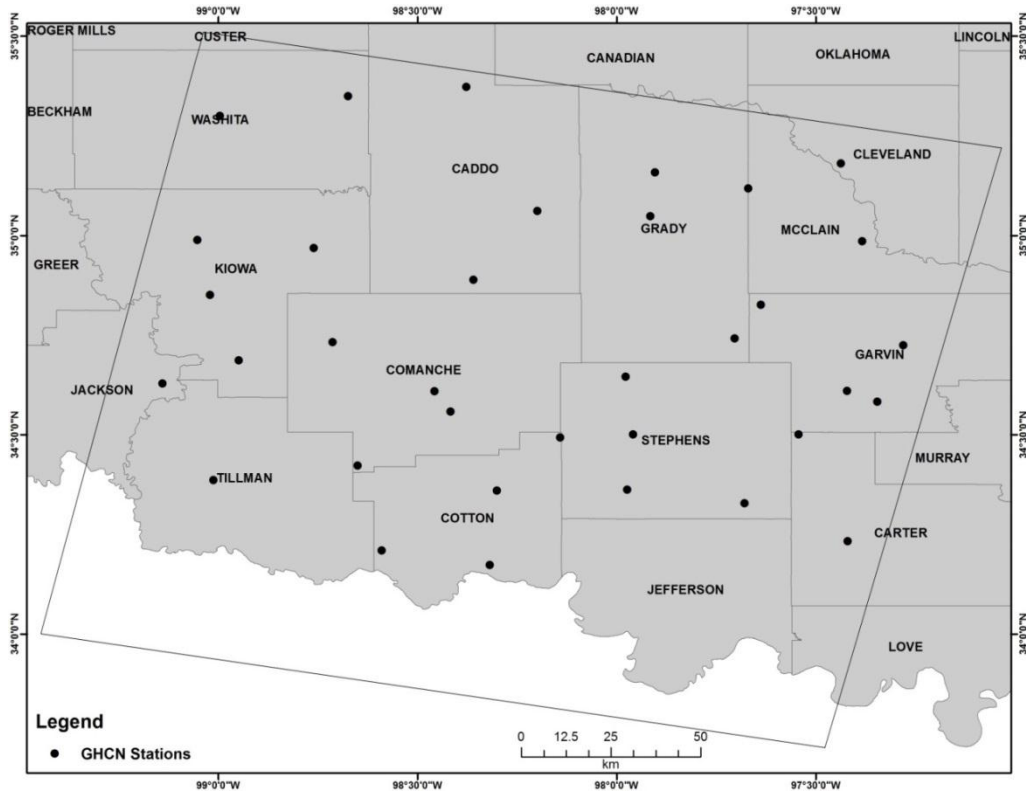 99°0'0"W 98°30'0"W 98°0'0"W 97°30'0"W
35°30'0"N 35°30'0"N
ROGER MILLS CUSTER LINCOLN
CANADIAN OKLAHOMA
BECKHAM WASHITA
CADDO CLEVELAND
35°0'0"N 35°0'0"N
GRADY MCCLAIN
GREER KIOWA
GARVIN
COMANCHE
JACKSON
34°30'0"N 34°30'0"N
STEPHENS
MURRAY
TILLMAN
COTTON
CARTER
JEFFERSON
34°0'0"N 34°0'0"N
LOVE
Legend
GHCN Stations
0 12.5 25 50
km
99°0'0"W 98°30'0"W 98°0'0"W 97°30'0"W